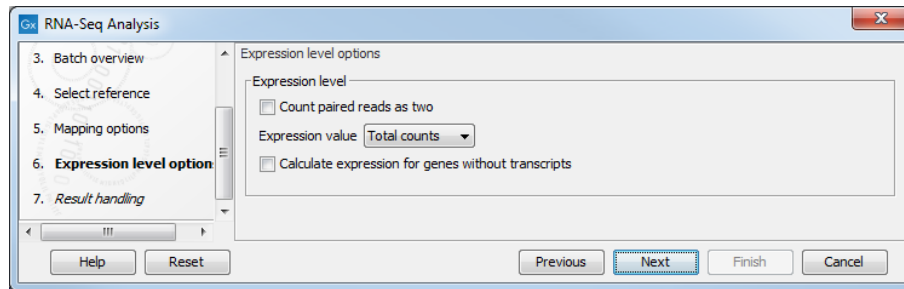 Gx RNA-Seq Analysis
3. Batch overview
4. Select reference
5. Mapping options
6. Expression level option
7. Result handling
Expression level options
Expression level
Count paired reads as two
Expression value Total counts
Calculate expression for genes without transcripts
Help Reset Previous Next Finish Cancel